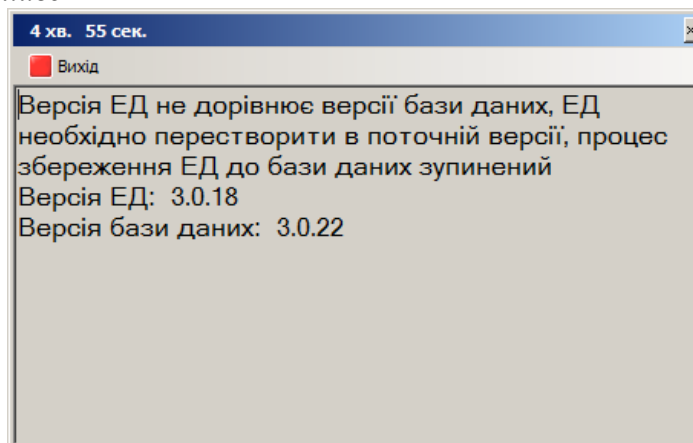 4 хв. 55 сек.
Вихід
Версія ЕД не дорівнює версії бази даних, ЕД
необхідно перестворити в поточній версії, процес
збереження ЕД до бази даних зупинений
Версія ЕД: 3.0.18
Версія бази даних: 3.0.22